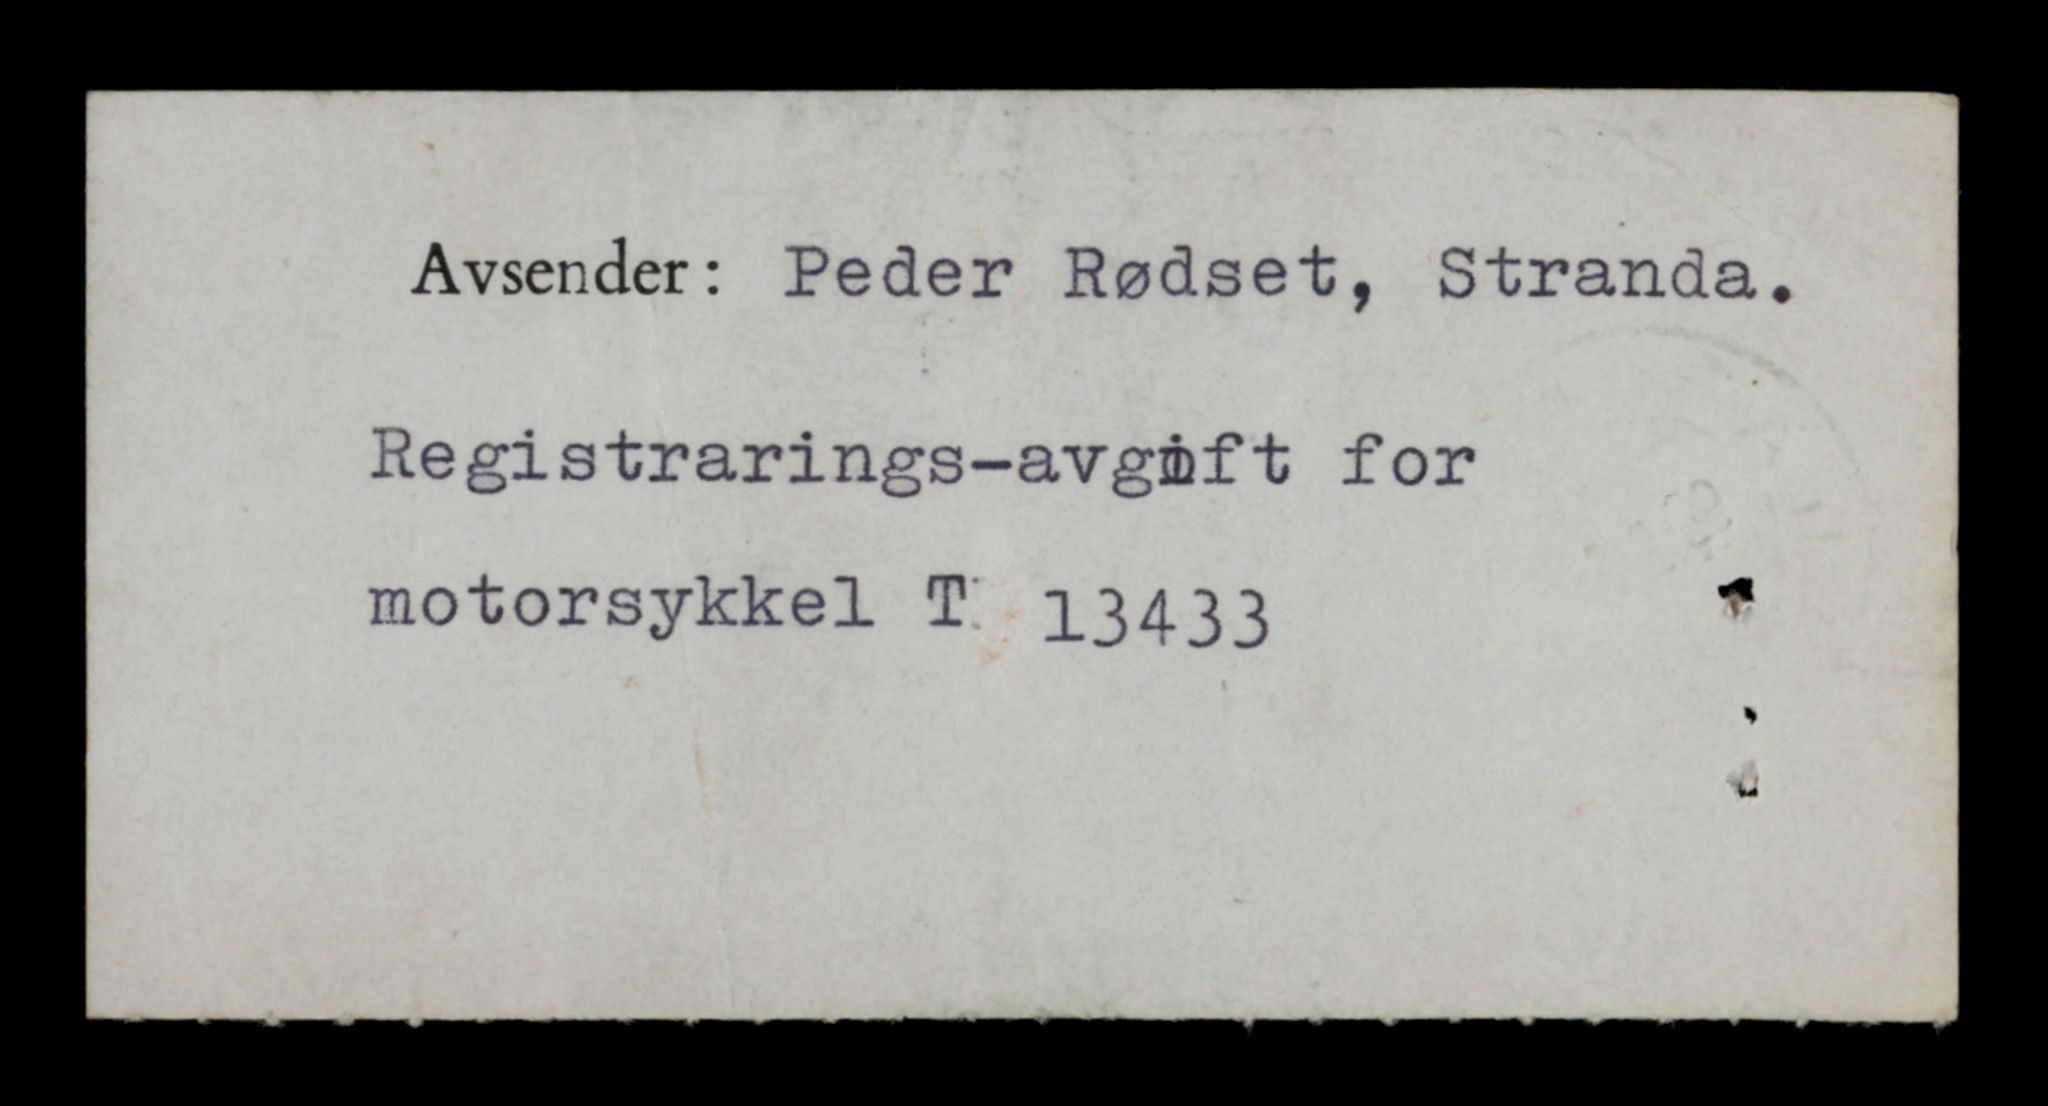 Avsender: Peder Rødset, Stranda.
Registrarings-avgift for
motorsykkel T 13433